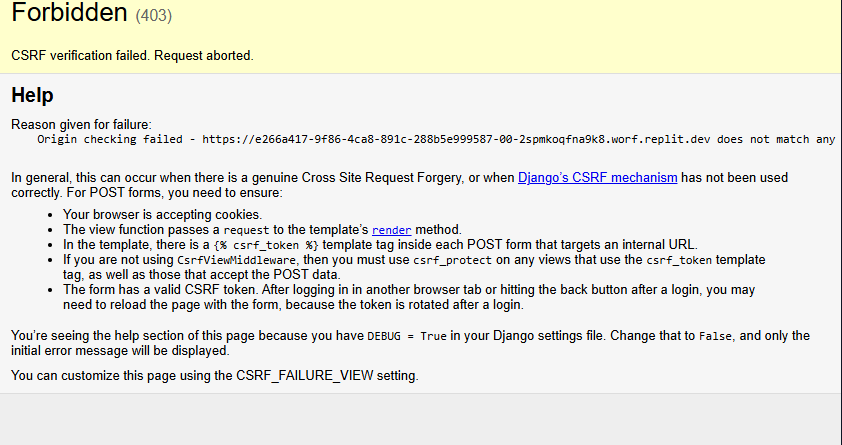 Forbidden (403)
CSRF verification failed. Request aborted.
Help
Reason given for failure:
Origin checking failed - https://e266a417-9f86-4ca8-891c-288b5e999587-00-2spmkoqfna9k8.worf.replit.dev does not match any
In general, this can occur when there is a genuine Cross Site Request Forgery, or when Django’s CSRF mechanism has not been used
correctly. For POST forms, you need to ensure:
• Your browser is accepting cookies.
• The view function passes a request to the template’s render method.
• In the template, there is a {% csrf_token %} template tag inside each POST form that targets an internal URL.
• If you are not using CsrfViewMiddleware, then you must use csrf_protect on any views that use the csrf_token template
tag, as well as those that accept the POST data.
• The form has a valid CSRF token. After logging in in another browser tab or hitting the back button after a login, you may
need to reload the page with the form, because the token is rotated after a login.
You’re seeing the help section of this page because you have DEBUG = True in your Django settings file. Change that to False, and only the
initial error message will be displayed.
You can customize this page using the CSRF_FAILURE_VIEW setting.